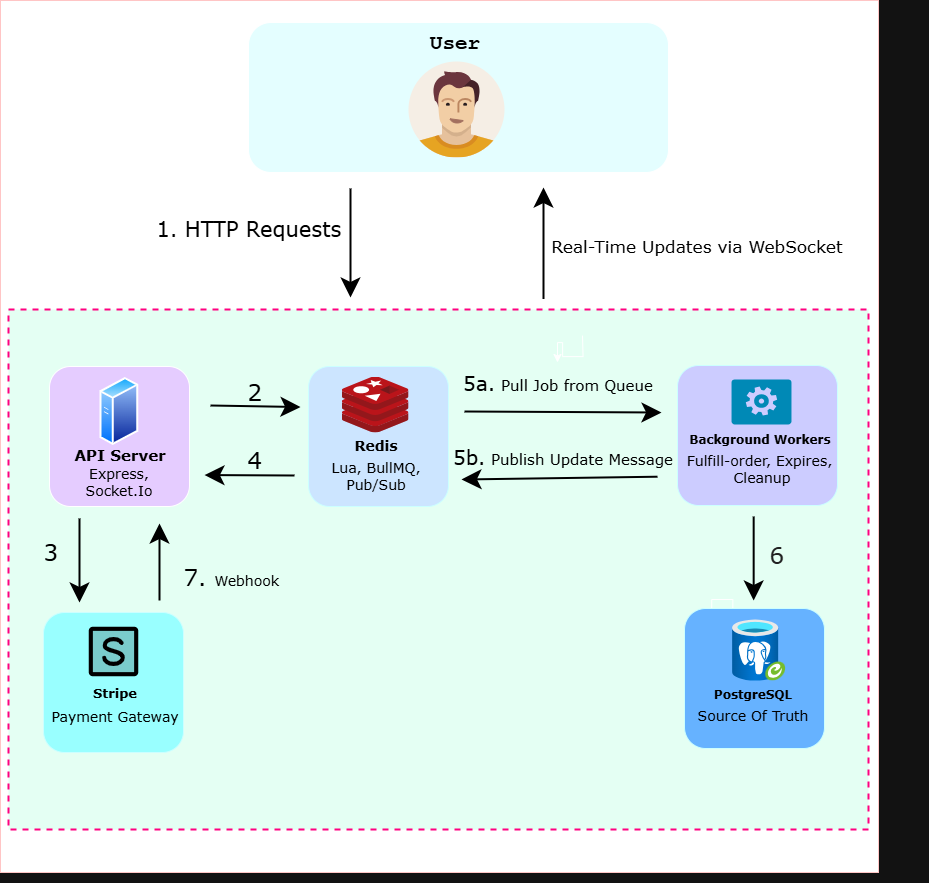 User
1. HTTP Requests
Real-Time Updates via WebSocket
API Server
Express,
Socket.Io
2
4
Redis
Lua, BullMQ,
Pub/Sub
5a. Pull Job from Queue
5b. Publish Update Message
Background Workers
Fulfill-order, Expires,
Cleanup
3
7. Webhook
6
S
Stripe
Payment Gateway
PostgreSQL
Source Of Truth